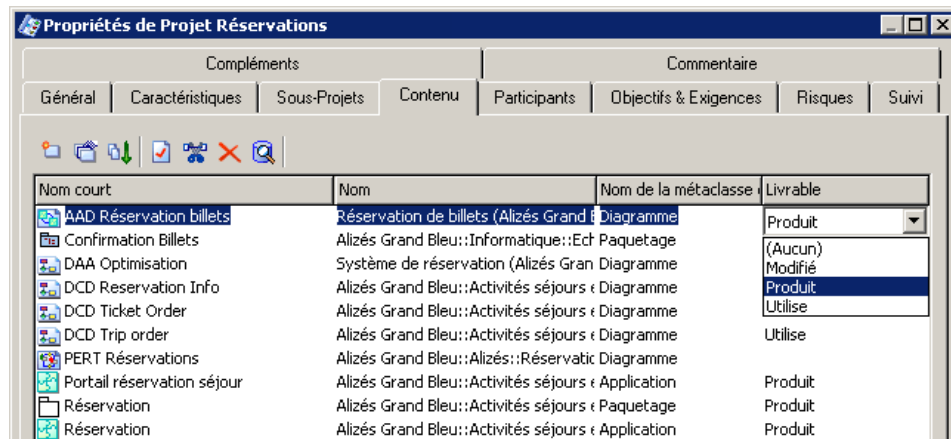 Propriétés de Projet Réservations
Compléments Commentaire
Général Caractéristiques Sous-Projets Contenu Participants Objectifs & Exigences Risques Suivi
Nom court Nom Nom de la métaclasse Livrable
AAD Réservation billets Réservation de billets (Alizés Grand Diagramme Produit
Confirmation Billets Alizés Grand Bleu::Informatique::Ech Paquetage (Aucun)
DAA Optimisation Système de réservation (Alizés Gran Diagramme Modifié
DCD Reservation Info Alizés Grand Bleu::Activités séjours e Diagramme Produit
DCD Ticket Order Alizés Grand Bleu::Activités séjours e Diagramme Utilise
DCD Trip order Alizés Grand Bleu::Activités séjours e Diagramme Utilise
PERT Réservations Alizés Grand Bleu::Alizés::Réservatic Diagramme
Portail réservation séjour Alizés Grand Bleu::Activités séjours e Application Produit
Réservation Alizés Grand Bleu::Activités séjours e Paquetage Produit
Réservation Alizés Grand Bleu::Activités séjours e Application Produit